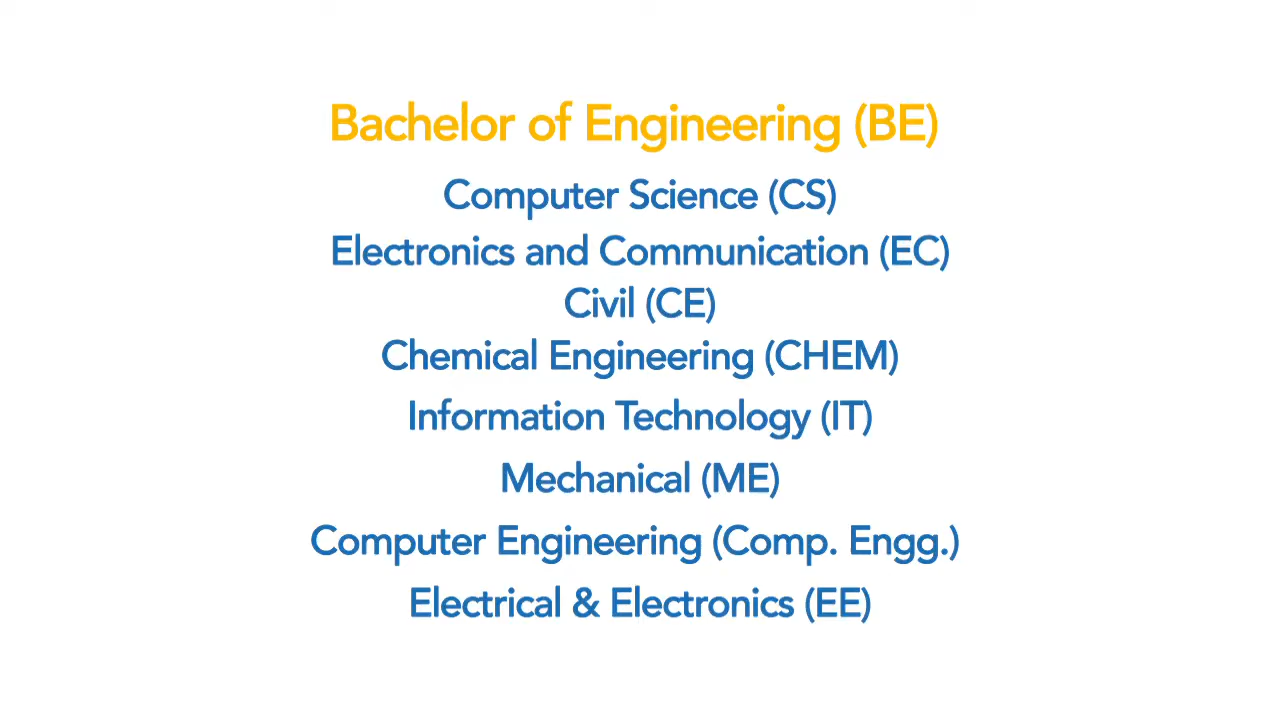 Bachelor of Engineering (BE)
Computer Science (CS)
Electronics and Communication (EC)
Civil (CE)
Chemical Engineering (CHEM)
Information Technology (IT)
Mechanical (ME)
Computer Engineering (Comp. Engg.)
Electrical & Electronics (EE)